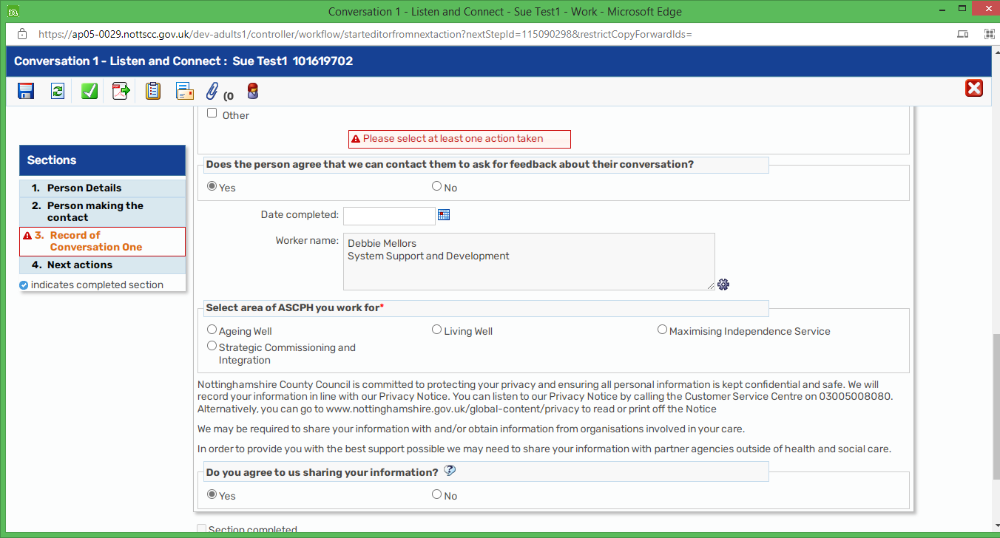 Conversation 1 - Listen and Connect - Sue Test1 - Work - Microsoft Edge
https://ap05-0029.nottscc.gov.uk/dev-adults1/controller/workflow/starteditorfromnextaction?nextStepId=115090298&restrictCopyForwardIds=
Conversation 1 - Listen and Connect : Sue Test1 101619702
(0
Other
Please select at least one action taken
Sections
1. Person Details
2. Person making the
contact
3. Record of
Conversation One
4. Next actions
indicates completed section
Does the person agree that we can contact them to ask for feedback about their conversation?
Yes No
Date completed:
Worker name: Debbie Mellors
System Support and Development
Select area of ASCPH you work for*
Ageing Well Living Well Maximising Independence Service
Strategic Commissioning and
Integration
Nottinghamshire County Council is committed to protecting your privacy and ensuring all personal information is kept confidential and safe. We will
record your information in line with our Privacy Notice. You can listen to our Privacy Notice by calling the Customer Service Centre on 03005008080.
Alternatively, you can go to www.nottinghamshire.gov.uk/global-content/privacy to read or print off the Notice
We may be required to share your information with and/or obtain information from organisations involved in your care.
In order to provide you with the best support possible we may need to share your information with partner agencies outside of health and social care.
Do you agree to us sharing your information?
Yes No
Section completed